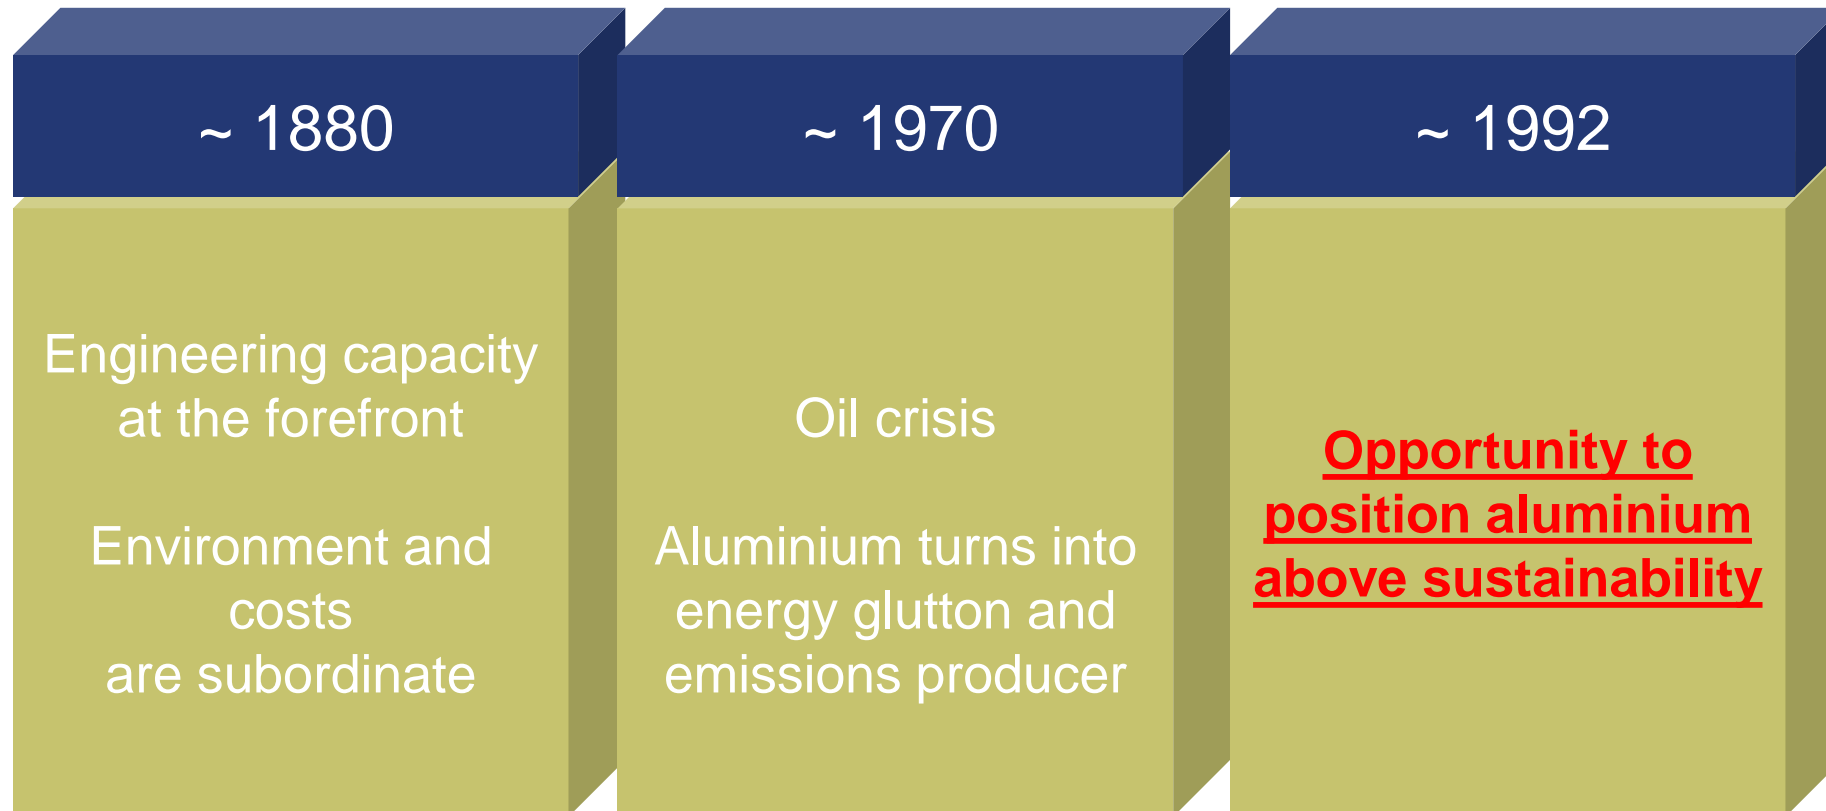 ~ 1880
Engineering capacity
at the forefront
Environment and
costs
are subordinate
~ 1970
Oil crisis
Aluminium turns into
energy glutton and
emissions producer
~ 1992
Opportunity to
position aluminium
above sustainability